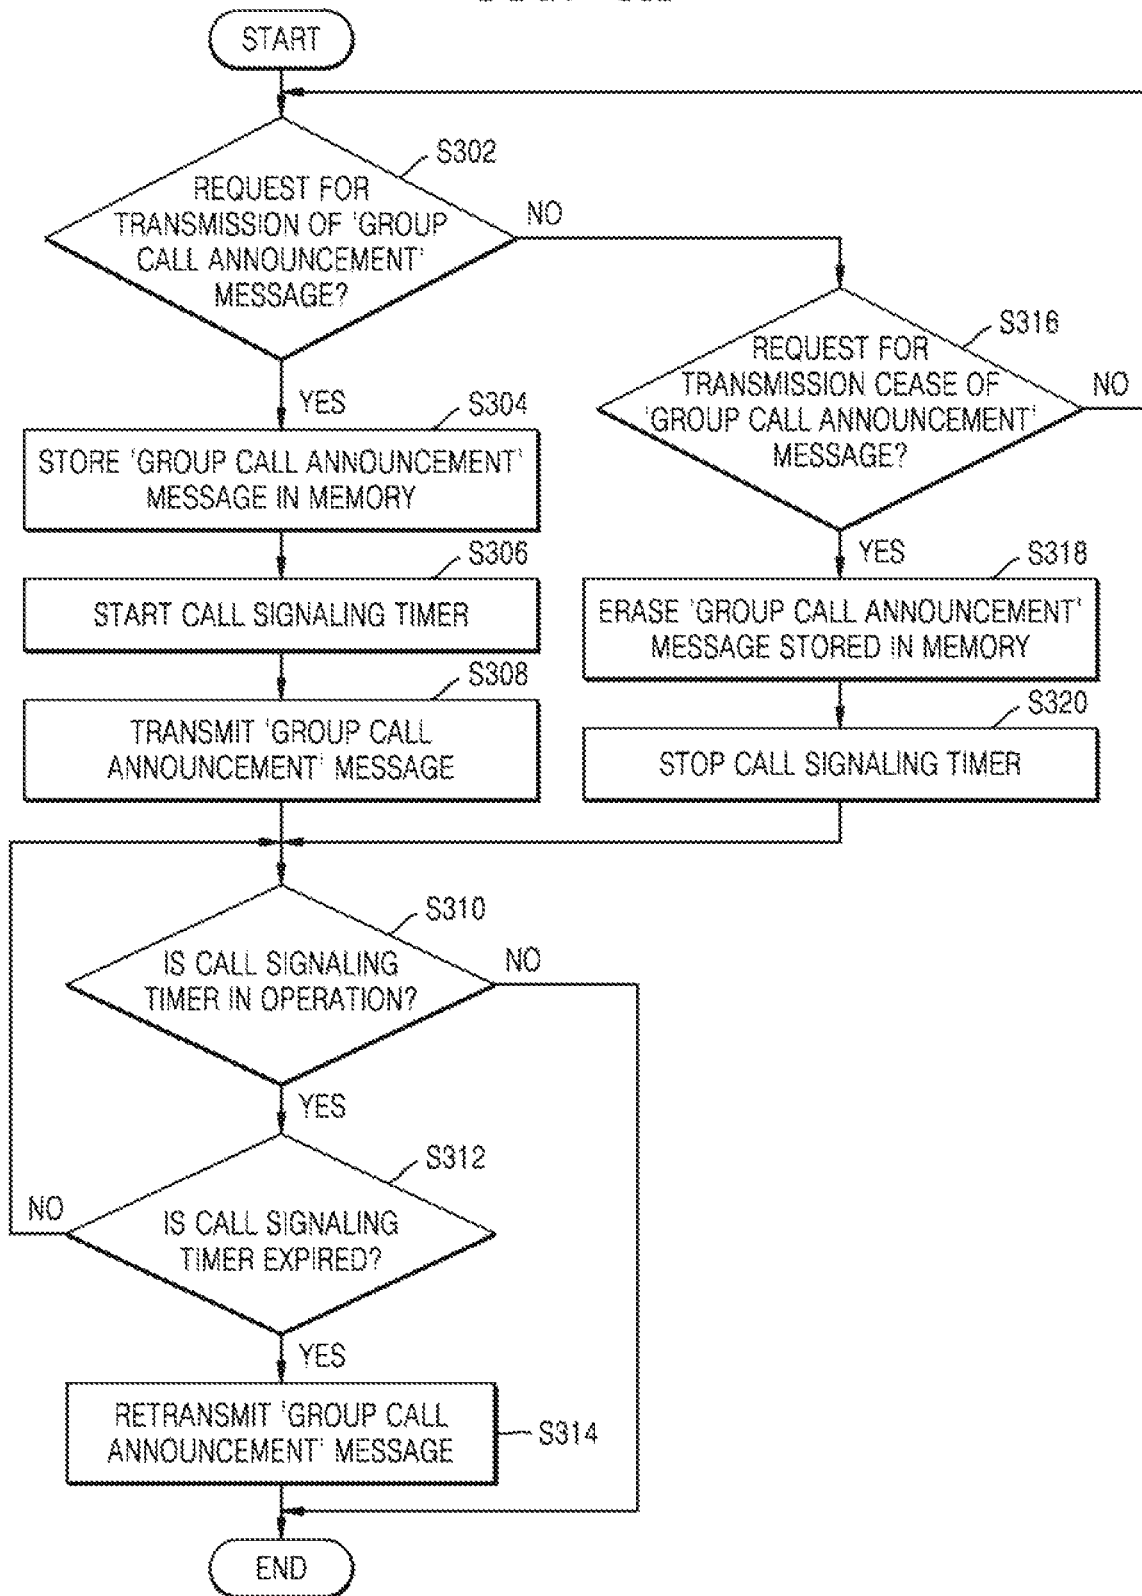 START
S302
REQUEST FOR
TRANSMISSION OF 'GROUP
CALL ANNOUNCEMENT'
MESSAGE?
NO
YES
S316
REQUEST FOR
TRANSMISSION CEASE OF
'GROUP CALL ANNOUNCEMENT'
MESSAGE?
NO
YES
S304
STORE 'GROUP CALL ANNOUNCEMENT'
MESSAGE IN MEMORY
S306
START CALL SIGNALING TIMER
S308
TRANSMIT 'GROUP CALL
ANNOUNCEMENT' MESSAGE
S318
ERASE 'GROUP CALL ANNOUNCEMENT'
MESSAGE STORED IN MEMORY
S320
STOP CALL SIGNALING TIMER
S310
IS CALL SIGNALING
TIMER IN OPERATION?
NO
YES
S312
IS CALL SIGNALING
TIMER EXPIRED?
NO
YES
RETRANSMIT 'GROUP CALL
ANNOUNCEMENT' MESSAGE
S314
END